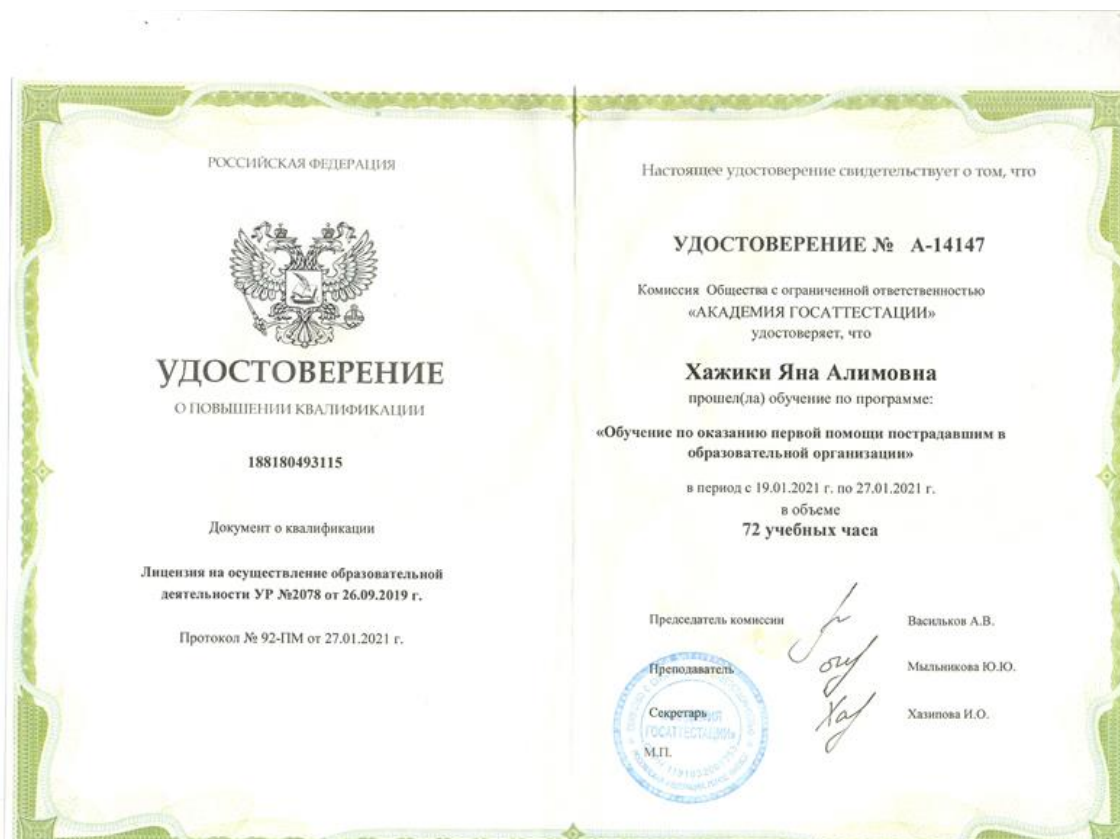 РОССИЙСКАЯ ФЕДЕРАЦИЯ
УДОСТОВЕРЕНИЕ
О ПОВЫШЕНИИ КВАЛИФИКАЦИИ
188180493115
Документ о квалификации
Лицензия на осуществление образовательной
деятельности УР №2078 от 26.09.2019 г.
Протокол № 92-ПМ от 27.01.2021 г.
Настоящее удостоверение свидетельствует о том, что
УДОСТОВЕРЕНИЕ № А-14147
Комиссия Общества с ограниченной ответственностью
«АКАДЕМИЯ ГОСАТТЕСТАЦИИ»
удостоверяет, что
Хажики Яна Алимовна
прошел(ла) обучение по программе:
«Обучение по оказанию первой помощи пострадавшим в
образовательной организации»
в период с 19.01.2021 г. по 27.01.2021 г.
в объеме
72 учебных часа
Председатель комиссии Васильков А.В.
Преподаватель Мыльникова Ю.Ю.
Секретарь Хазипова И.О.
М.П.
ГОСАТТЕСТАЦИИ»